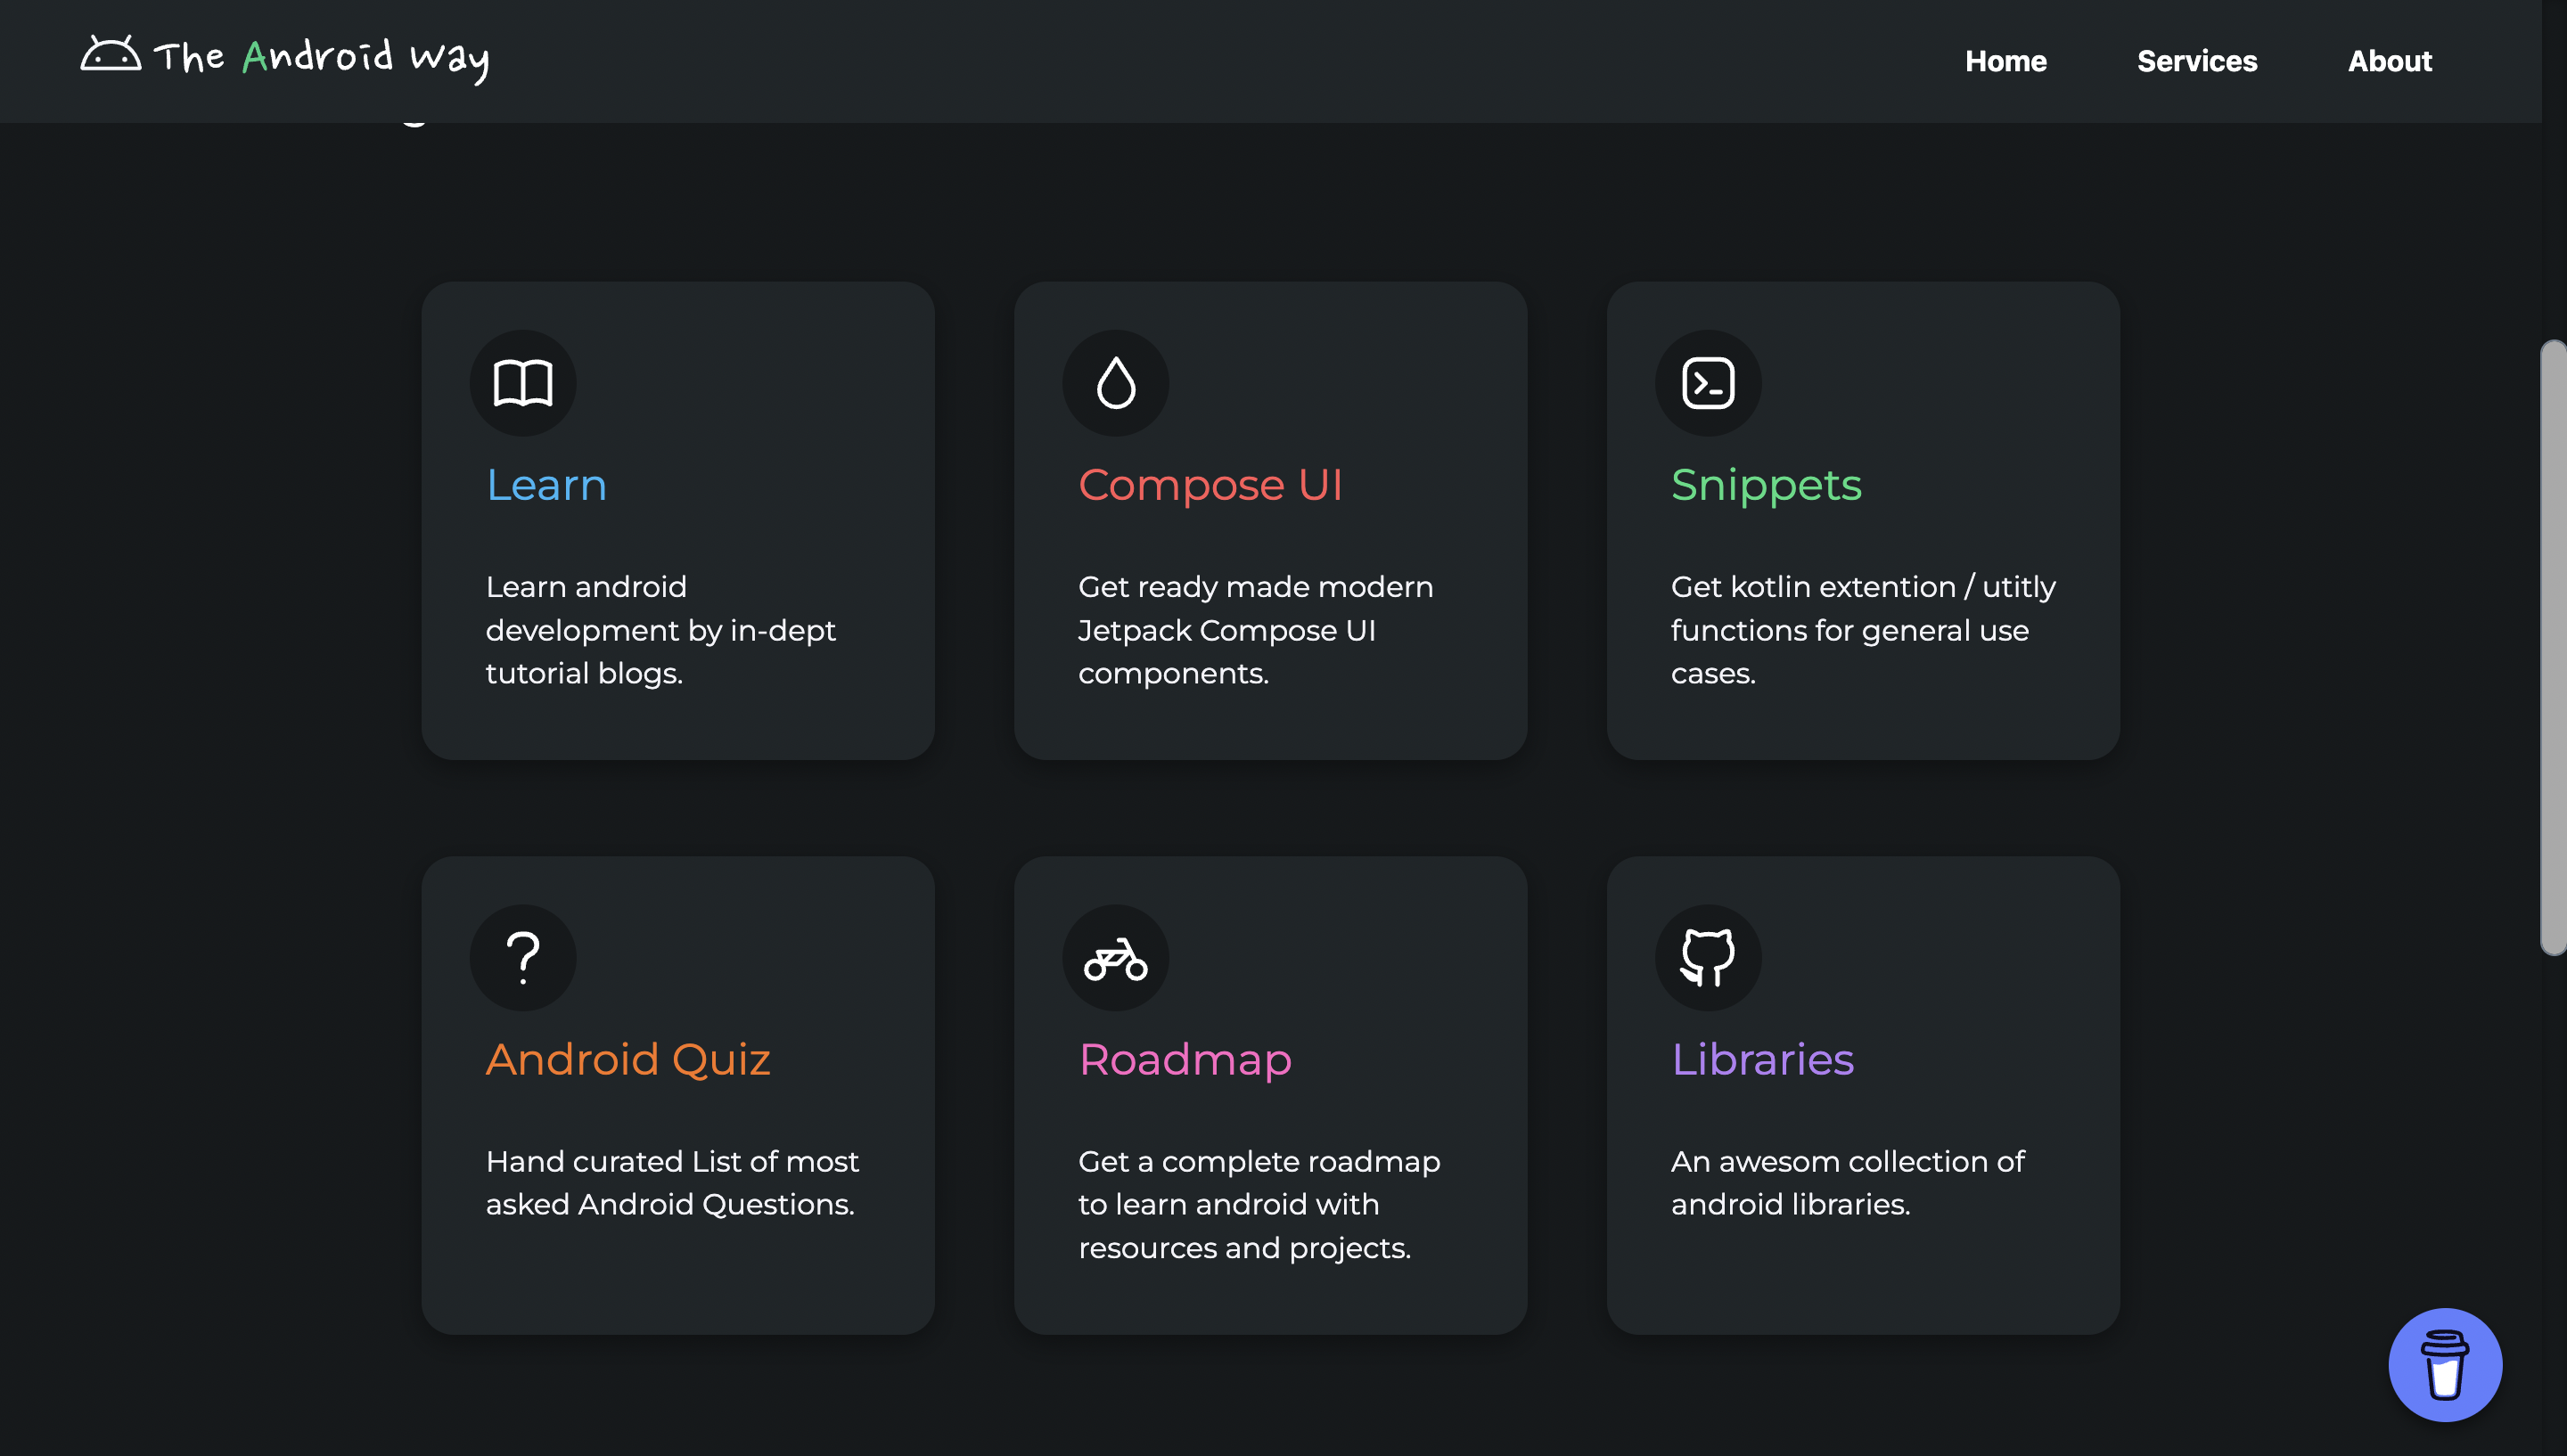 The Android Way
Home
Services
About
Learn
Learn android
development by in-dept
tutorial blogs.
Compose UI
Get ready made modern
Jetpack Compose UI
components.
Snippets
Get kotlin extention / utitly
functions for general use
cases.
Android Quiz
Hand curated List of most
asked Android Questions.
Roadmap
Get a complete roadmap
to learn android with
resources and projects.
Libraries
An awesom collection of
android libraries.